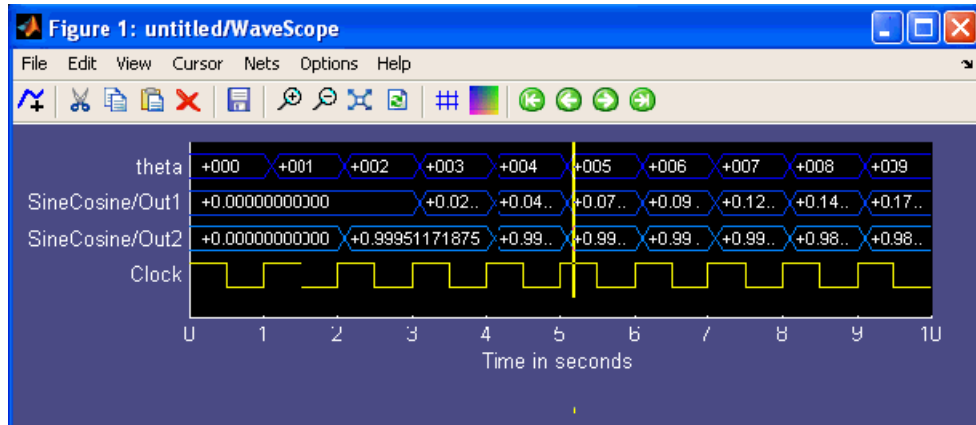 Figure 1: untitled/WaveScope
File Edit View Cursor Nets Options Help
theta +000 +001 +002 +003 +004 +005 +006 +007 +008 +009
SineCosine/Out1 +0.00000000000 +0.02.. +0.04.. +0.07.. +0.09. +0.12.. +0.14.. +0.17..
SineCosine/Out2 +0.00000000000 +0.99951171875 +0.99.. +0.99.. +0.99. +0.99.. +0.98.. +0.98..
Clock
0 1 2 3 4 5 6 7 8 9 10
Time in seconds